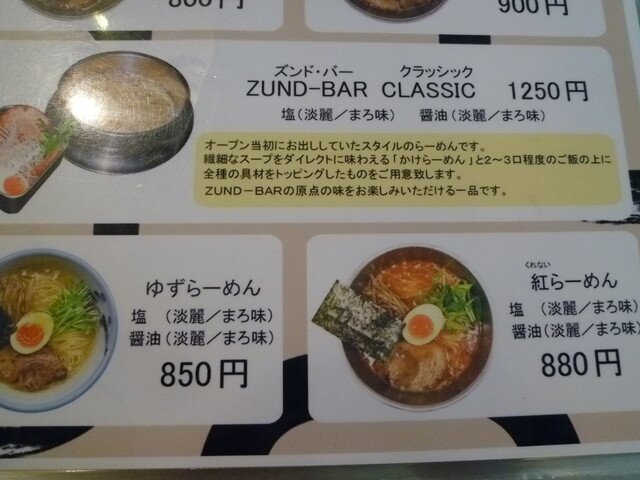 800円
900円
ズンド・バー クラッシック
ZUND-BAR CLASSIC 1250円
塩(淡麗／まろ味) 醤油(淡麗／まろ味)
オープン当初にお出ししていたスタイルのらーめんです。
繊細なスープをダイレクトに味わえる「かけらーめん」と2～3口程度のご飯の上に
全種の具材をトッピングしたものをご用意致します。
ZUND-BARの原点の味をお楽しみいただける一品です。
ゆずらーめん
塩 (淡麗／まろ味)
醤油(淡麗／まろ味)
850円
くれない
紅らーめん
塩 (淡麗／まろ味)
醤油(淡麗／まろ味
880円